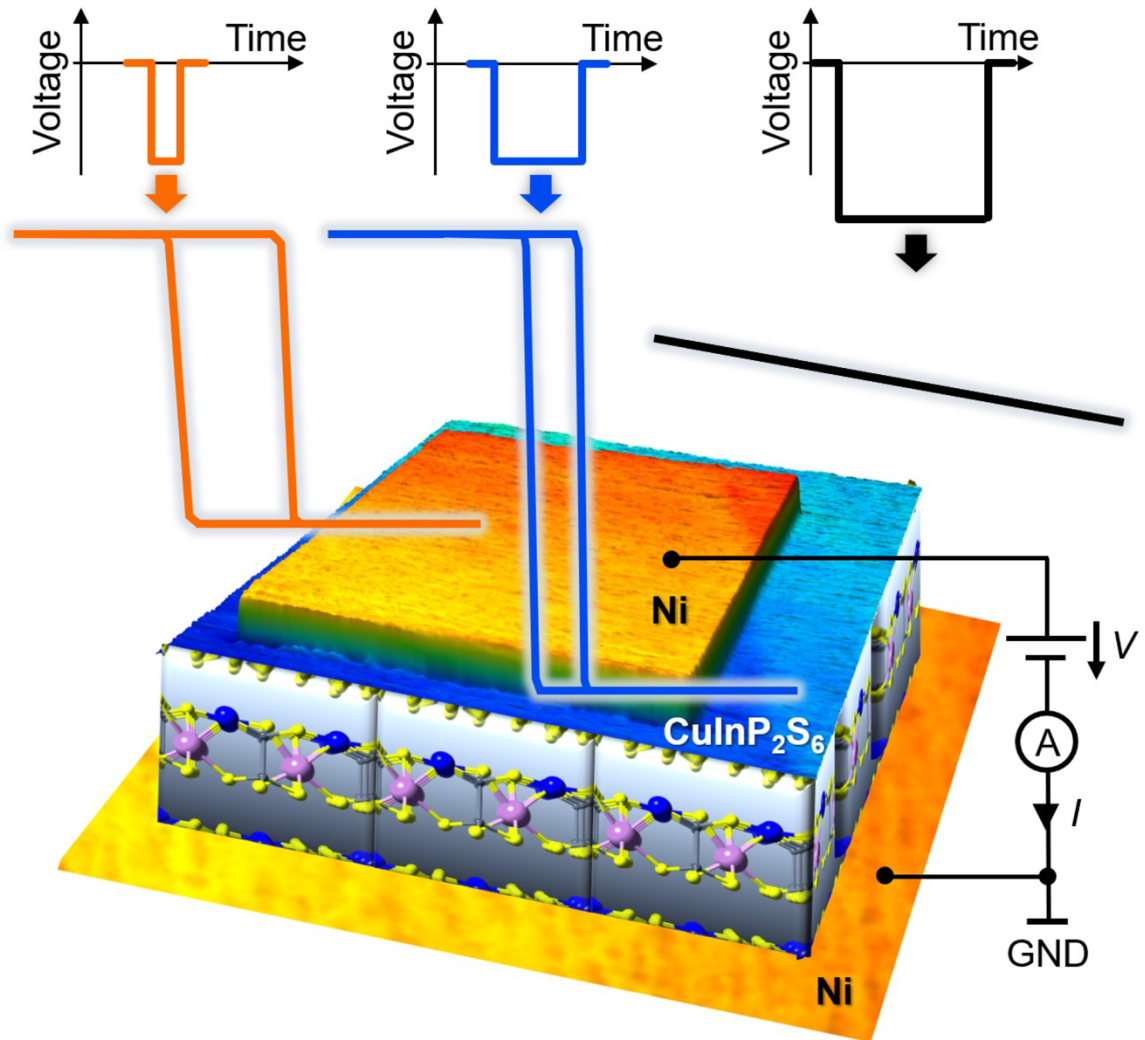 Voltage
Time
Voltage
Time
Voltage
Time
Ni
V
CuInP₂S₆
A
I
GND
Ni